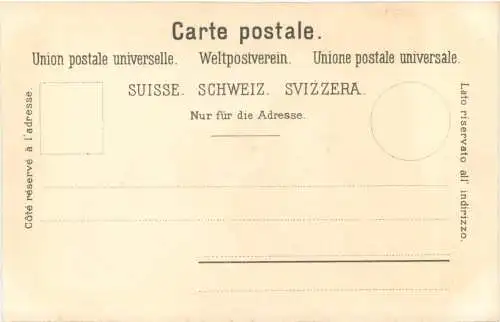 Carte postale.
Union postale universelle. Weltpostverein. Unione postale universale.
SUISSE. SCHWEIZ. SVIZZERA.
Nur für die Adresse.
Côté réservé à l'adresse.
Lato riservato all' indirizzo.